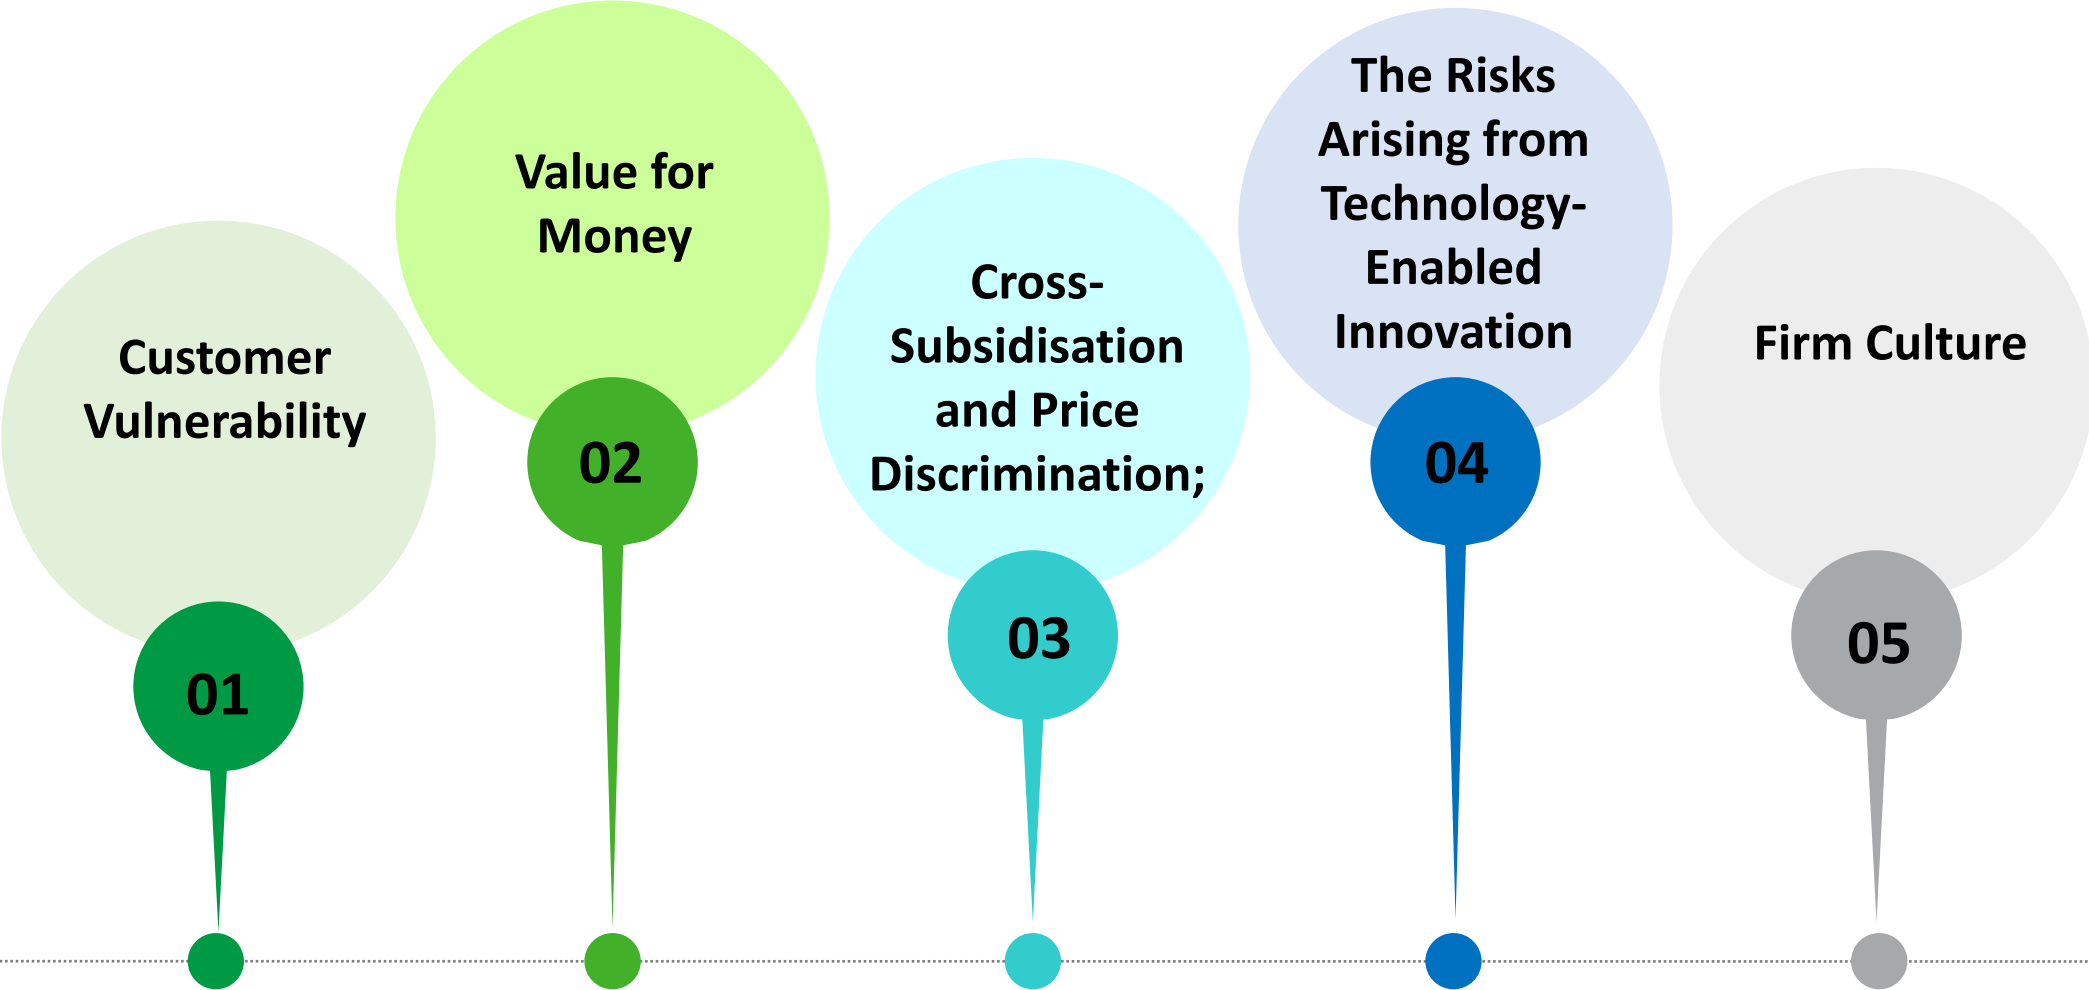 Customer
Vulnerability
01
Value for
Money
02
Cross-
Subsidisation
and Price
Discrimination;
03
The Risks
Arising from
Technology-
Enabled
Innovation
04
Firm Culture
05